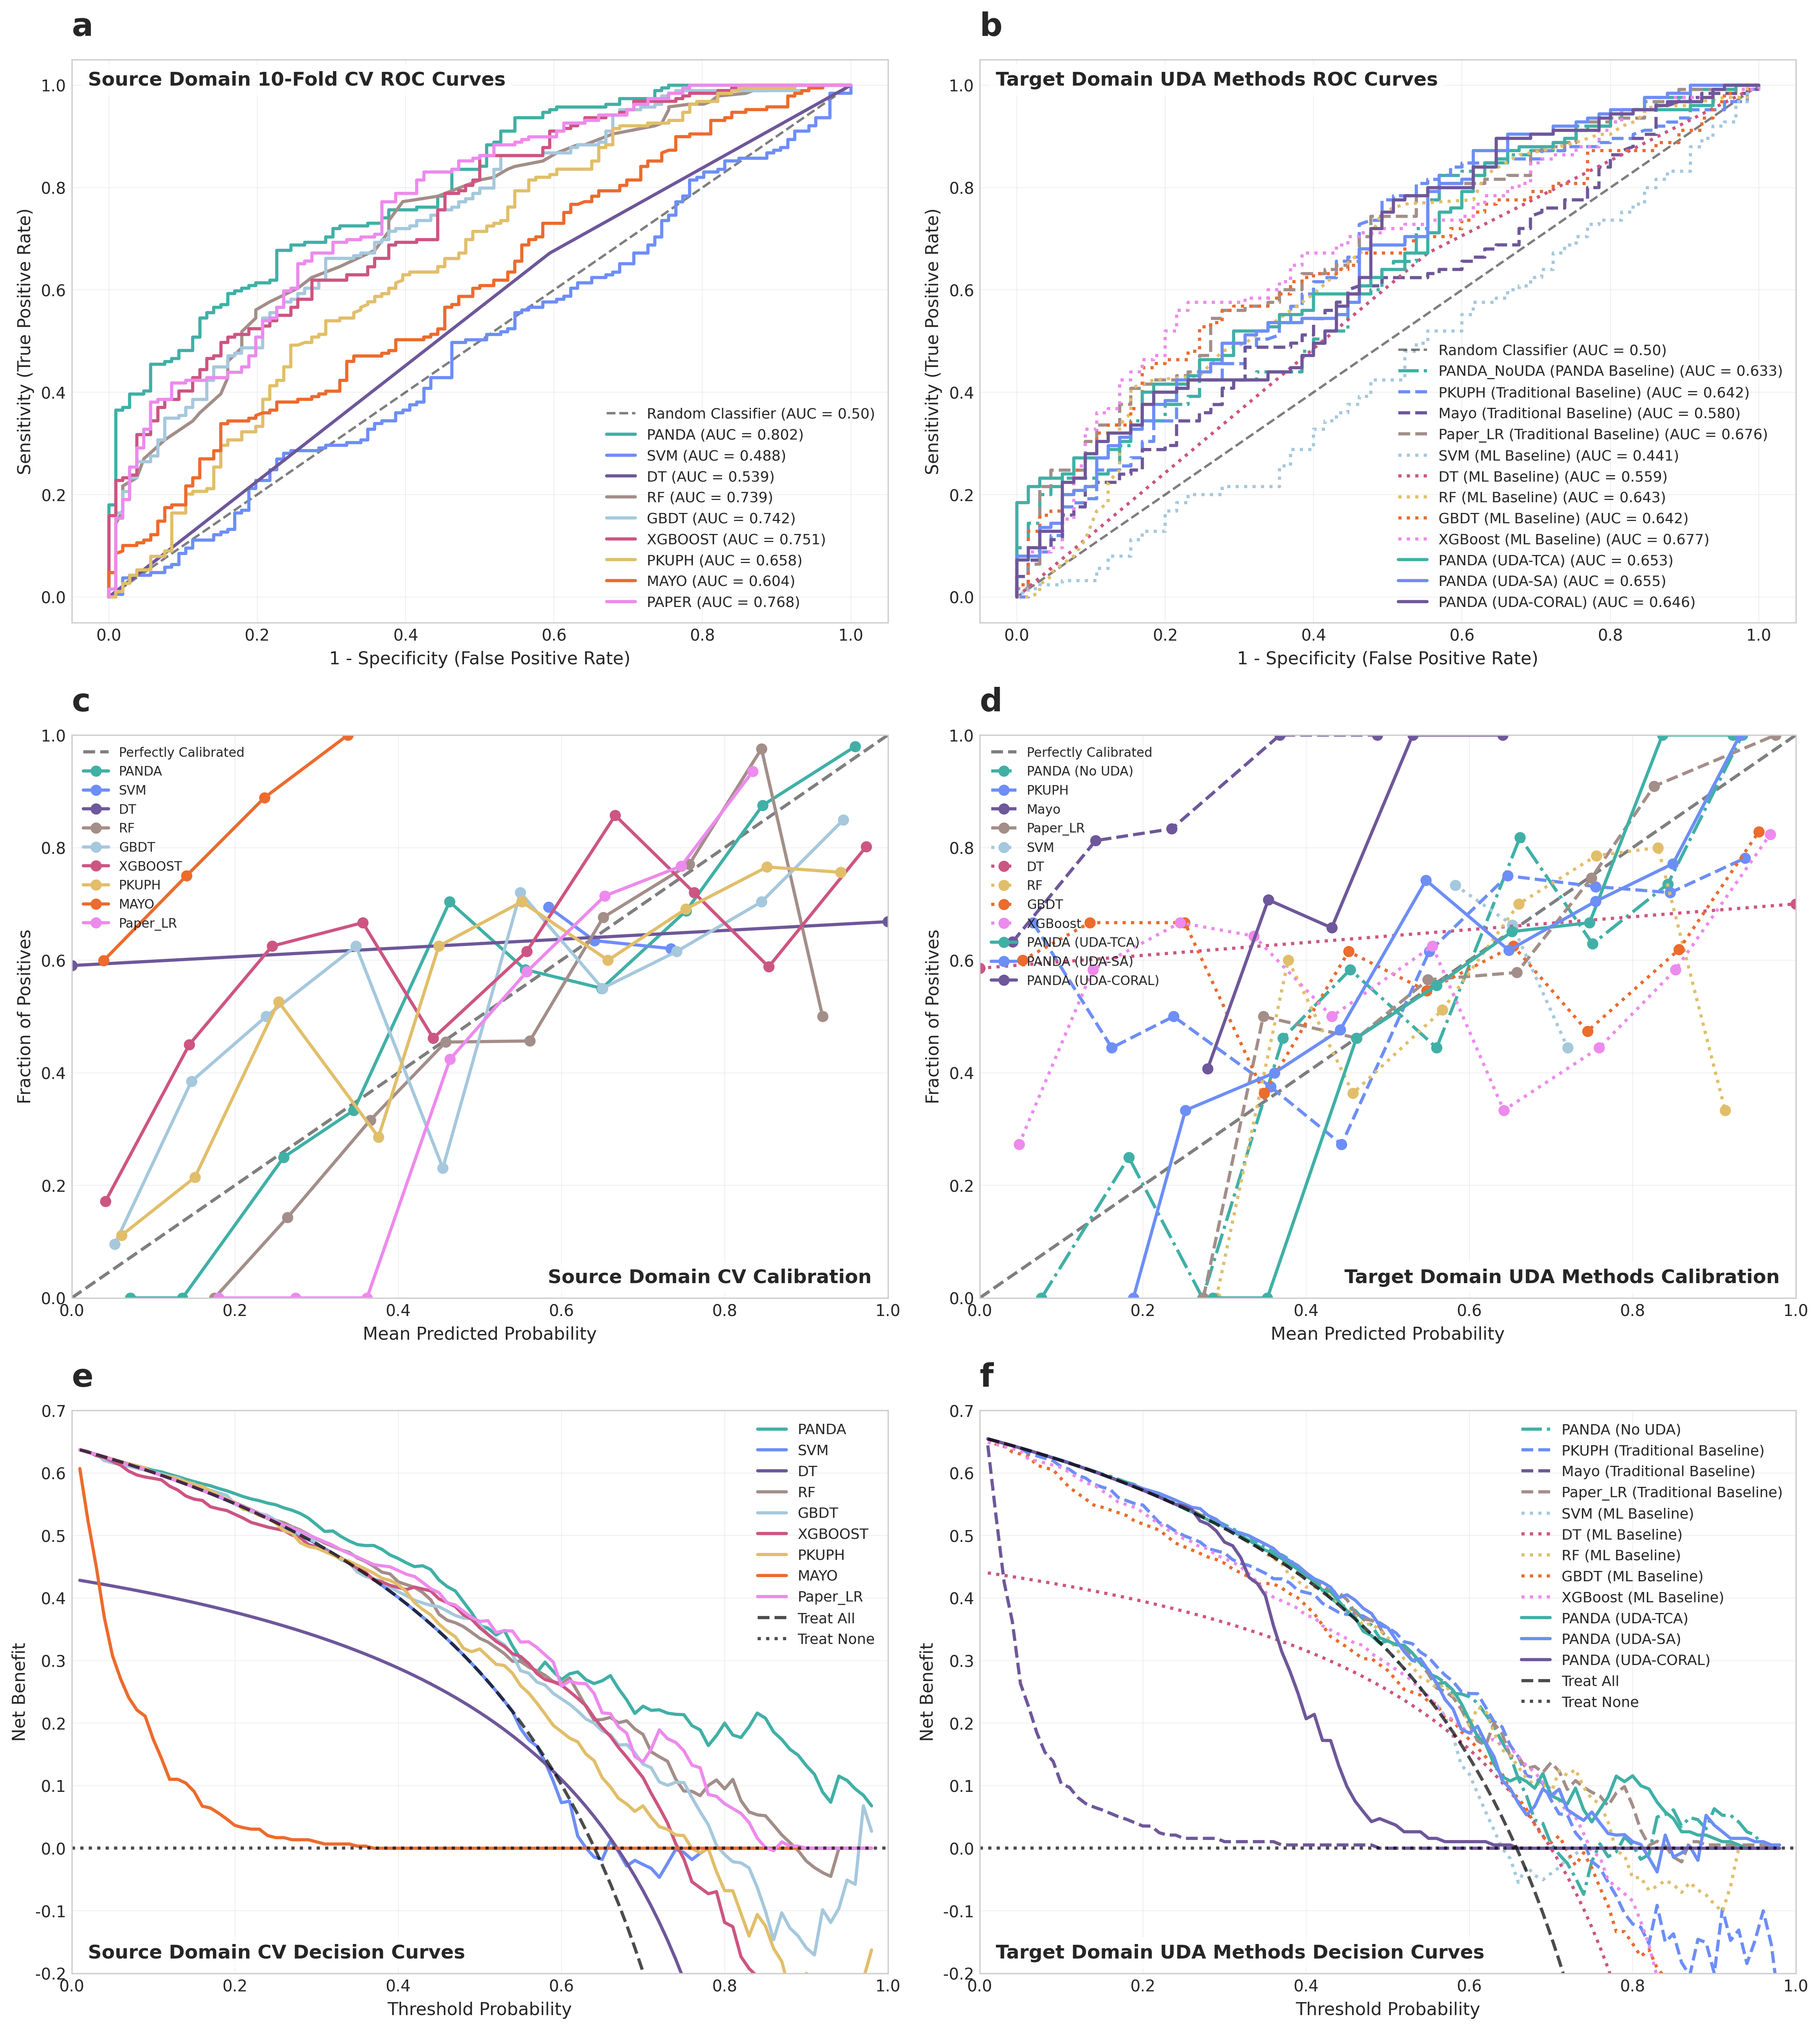 a
Source Domain 10-Fold CV ROC Curves
Sensitivity (True Positive Rate)
1.0
0.8
0.6
0.4
0.2
0.0
Random Classifier (AUC = 0.50)
PANDA (AUC = 0.802)
SVM (AUC = 0.488)
DT (AUC = 0.539)
RF (AUC = 0.739)
GBDT (AUC = 0.742)
XGBOOST (AUC = 0.751)
PKUPH (AUC = 0.658)
MAYO (AUC = 0.604)
PAPER (AUC = 0.768)
0.0 0.2 0.4 0.6 0.8 1.0
1 - Specificity (False Positive Rate)
b
Target Domain UDA Methods ROC Curves
Sensitivity (True Positive Rate)
1.0
0.8
0.6
0.4
0.2
0.0
Random Classifier (AUC = 0.50)
PANDA_NoUDA (PANDA Baseline) (AUC = 0.633)
PKUPH (Traditional Baseline) (AUC = 0.642)
Mayo (Traditional Baseline) (AUC = 0.580)
Paper_LR (Traditional Baseline) (AUC = 0.676)
SVM (ML Baseline) (AUC = 0.441)
DT (ML Baseline) (AUC = 0.559)
RF (ML Baseline) (AUC = 0.643)
GBDT (ML Baseline) (AUC = 0.642)
XGBoost (ML Baseline) (AUC = 0.677)
PANDA (UDA-TCA) (AUC = 0.653)
PANDA (UDA-SA) (AUC = 0.655)
PANDA (UDA-CORAL) (AUC = 0.646)
0.0 0.2 0.4 0.6 0.8 1.0
1 - Specificity (False Positive Rate)
c
Fraction of Positives
1.0
0.8
0.6
0.4
0.2
0.0
Perfectly Calibrated
PANDA
SVM
DT
RF
GBDT
XGBOOST
PKUPH
MAYO
Paper_LR
Source Domain CV Calibration
0.0 0.2 0.4 0.6 0.8 1.0
Mean Predicted Probability
d
Fraction of Positives
1.0
0.8
0.6
0.4
0.2
0.0
Perfectly Calibrated
PANDA (No UDA)
PKUPH
Mayo
Paper_LR
SVM
DT
RF
GBDT
XGBoost
PANDA (UDA-TCA)
PANDA (UDA-SA)
PANDA (UDA-CORAL)
Target Domain UDA Methods Calibration
0.0 0.2 0.4 0.6 0.8 1.0
Mean Predicted Probability
e
Net Benefit
0.7
0.6
0.5
0.4
0.3
0.2
0.1
0.0
-0.1
-0.2
PANDA
SVM
DT
RF
GBDT
XGBOOST
PKUPH
MAYO
Paper_LR
Treat All
Treat None
Source Domain CV Decision Curves
0.0 0.2 0.4 0.6 0.8 1.0
Threshold Probability
f
Net Benefit
0.7
0.6
0.5
0.4
0.3
0.2
0.1
0.0
-0.1
-0.2
PANDA (No UDA)
PKUPH (Traditional Baseline)
Mayo (Traditional Baseline)
Paper_LR (Traditional Baseline)
SVM (ML Baseline)
DT (ML Baseline)
RF (ML Baseline)
GBDT (ML Baseline)
XGBoost (ML Baseline)
PANDA (UDA-TCA)
PANDA (UDA-SA)
PANDA (UDA-CORAL)
Treat All
Treat None
Target Domain UDA Methods Decision Curves
0.0 0.2 0.4 0.6 0.8 1.0
Threshold Probability